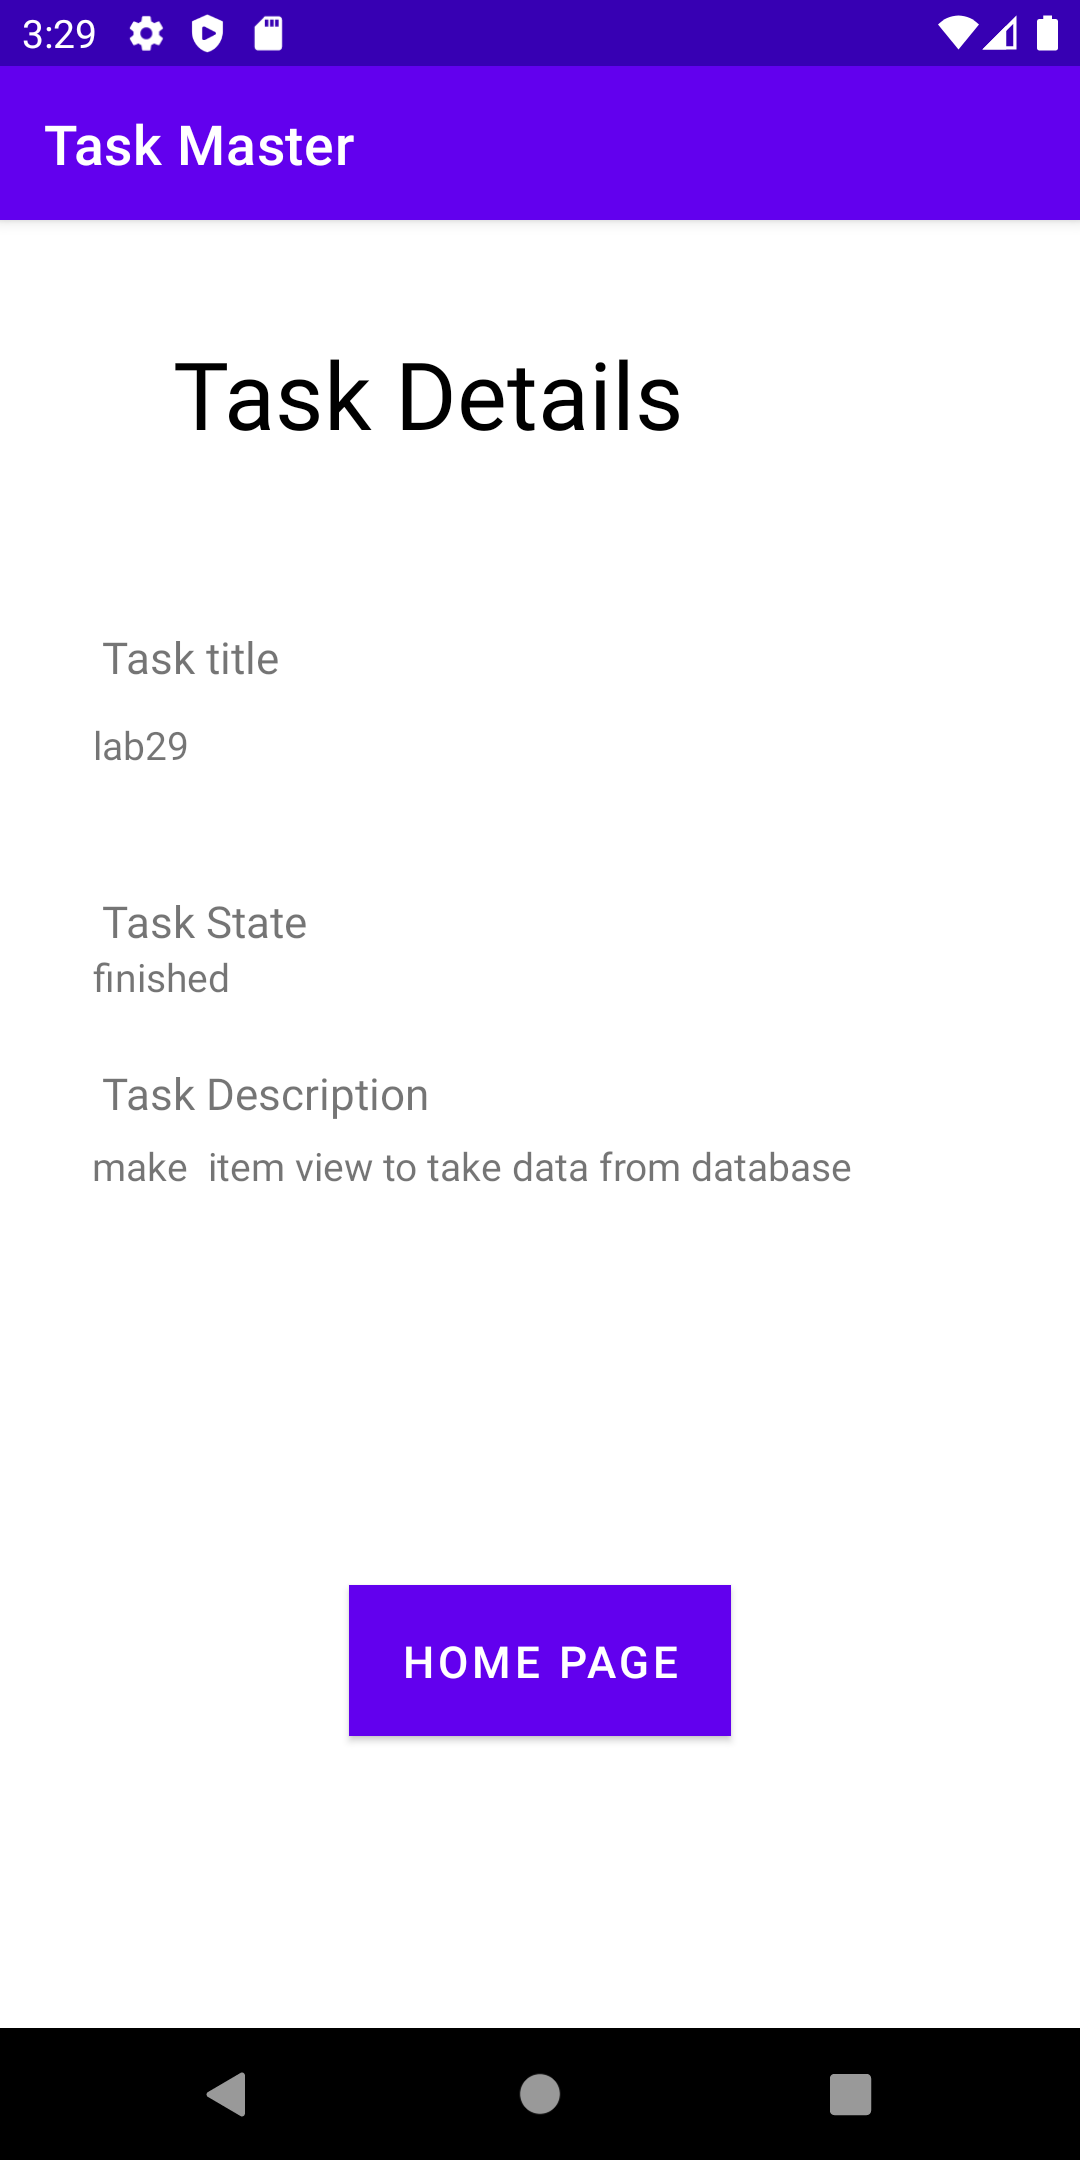 3:29
Task Master
Task Details
Task title
lab29
Task State
finished
Task Description
make  item view to take data from database
HOME PAGE